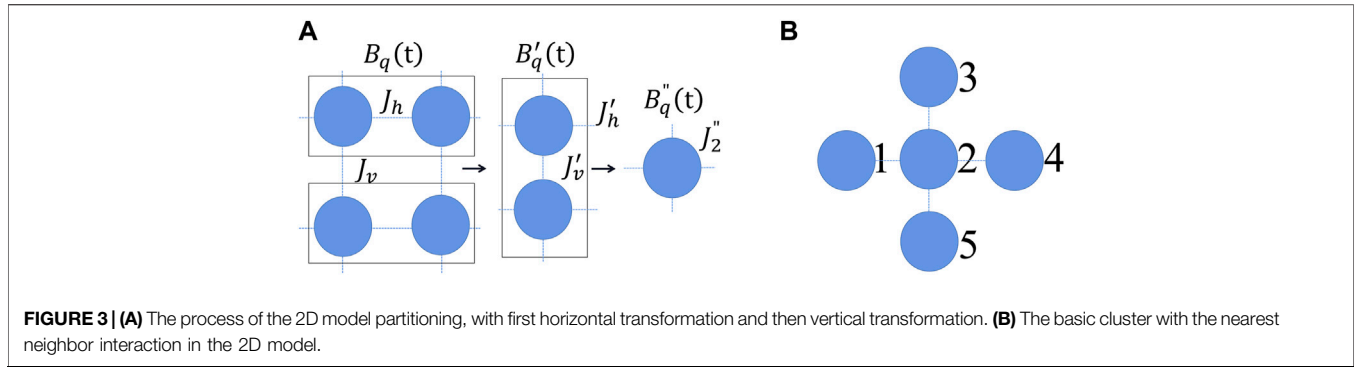 A
B
B_q(t)
B'_q(t)
B''_q(t)
J_h
J'_h
J''_2
J_v
J'_v
3
1
2
4
5
FIGURE 3 | (A) The process of the 2D model partitioning, with first horizontal transformation and then vertical transformation. (B) The basic cluster with the nearest
neighbor interaction in the 2D model.